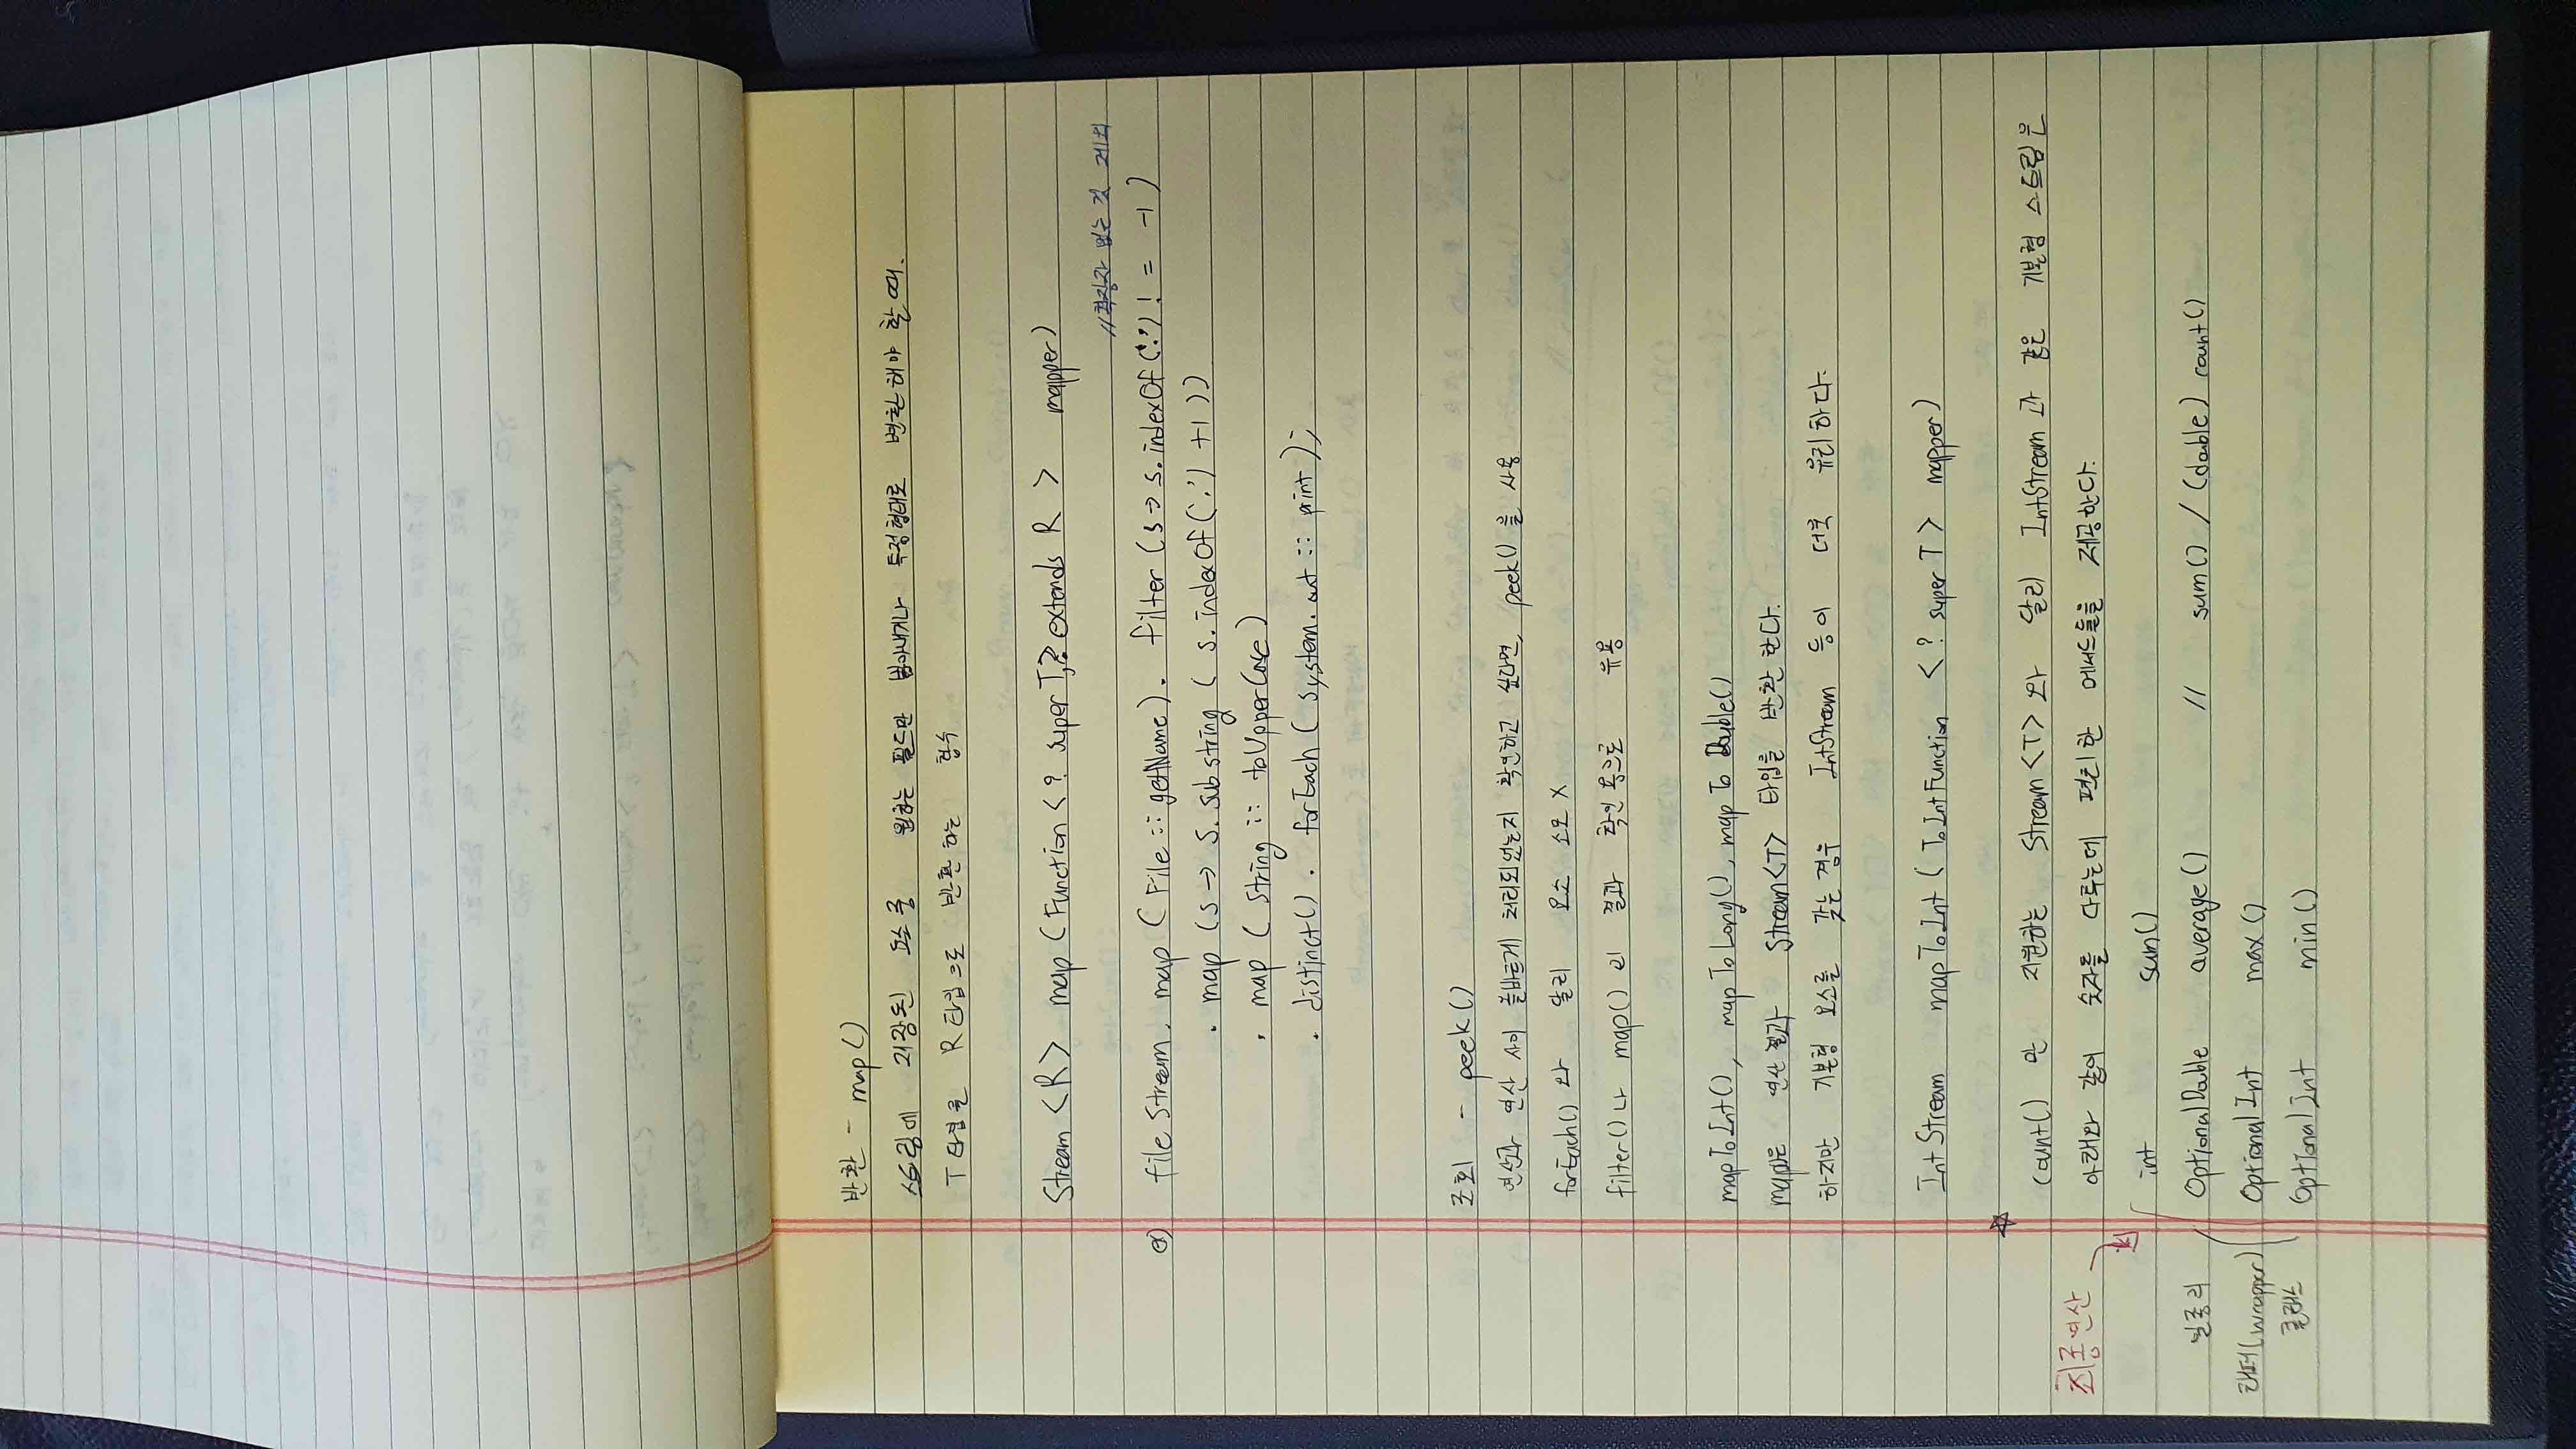 반환 - map()
스트림에 저장된 요소 중 원하는 필드만 뽑아내거나 특정형태로 변환해야 할 때.
T타입을 R타입으로 반환하는 함수
Stream <R> map (Function <? super T, ? extends R > mapper)
//확장자 없는 것 제외
ex) fileStream. map (File :: getName). filter (s → s.indexOf('.') ! = -1)
. map (s → s.substring ( s.indexOf('.') +1))
. map ( String :: toUpperCase)
. distinct(). forEach ( System.out :: print );
조회 - peek()
연산과 연산 사이 올바르게 처리되었는지 확인하고 싶다면, peek()을 사용
forEach()와 달리 요소 소모 X
filter()나 map()의 결과 확인용으로 유용
mapToInt(), mapToLong(), mapToDouble()
map()은 연산결과 Stream<T> 타입을 반환한다.
하지만 기본형 요소를 갖는 경우 IntStream 등이 더욱 유리하다.
IntStream mapToInt ( ToIntFunction <? super T> mapper)
☆
count() 만 지원하는 Stream<T>와 달리 IntStream과 같은 기본형 스트림은
최종연산 아래와 같이 숫자를 다루는데 편리한 메서드들을 제공한다.
int sum()
OptionalDouble average() // sum() / (double) count()
래퍼(wrapper) OptionalInt max()
클래스 OptionalInt min()